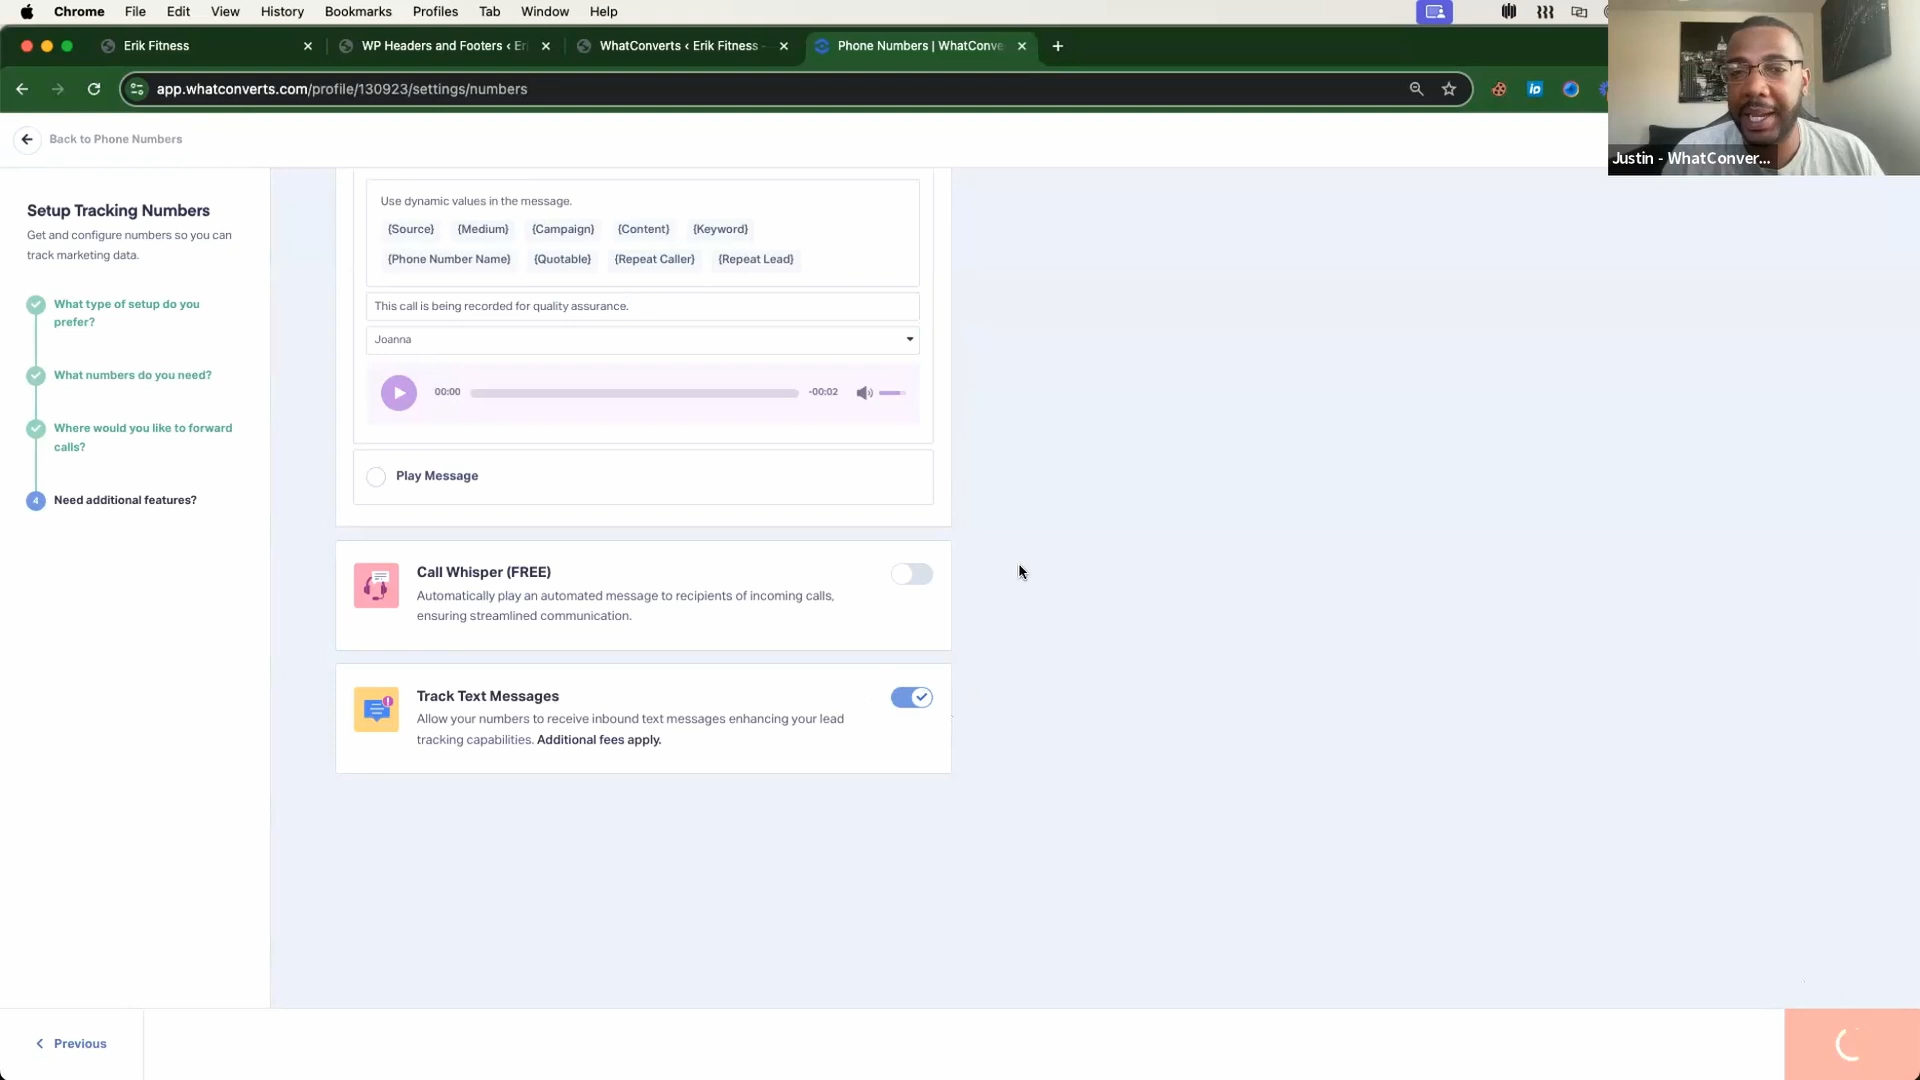 Chrome File Edit View History Bookmarks Profiles Tab Window Help
Erik Fitness
WP Headers and Footers ‹ Eri
WhatConverts ‹ Erik Fitness -
Phone Numbers | WhatConve
app.whatconverts.com/profile/130923/settings/numbers
Justin - WhatConver...
Back to Phone Numbers
Setup Tracking Numbers
Get and configure numbers so you can
track marketing data.
What type of setup do you
prefer?
What numbers do you need?
Where would you like to forward
calls?
4 Need additional features?
Use dynamic values in the message.
{Source} {Medium} {Campaign} {Content} {Keyword}
{Phone Number Name} {Quotable} {Repeat Caller} {Repeat Lead}
This call is being recorded for quality assurance.
Joanna
00:00 -00:02
Play Message
Call Whisper (FREE)
Automatically play an automated message to recipients of incoming calls,
ensuring streamlined communication.
Track Text Messages
Allow your numbers to receive inbound text messages enhancing your lead
tracking capabilities. Additional fees apply.
Previous